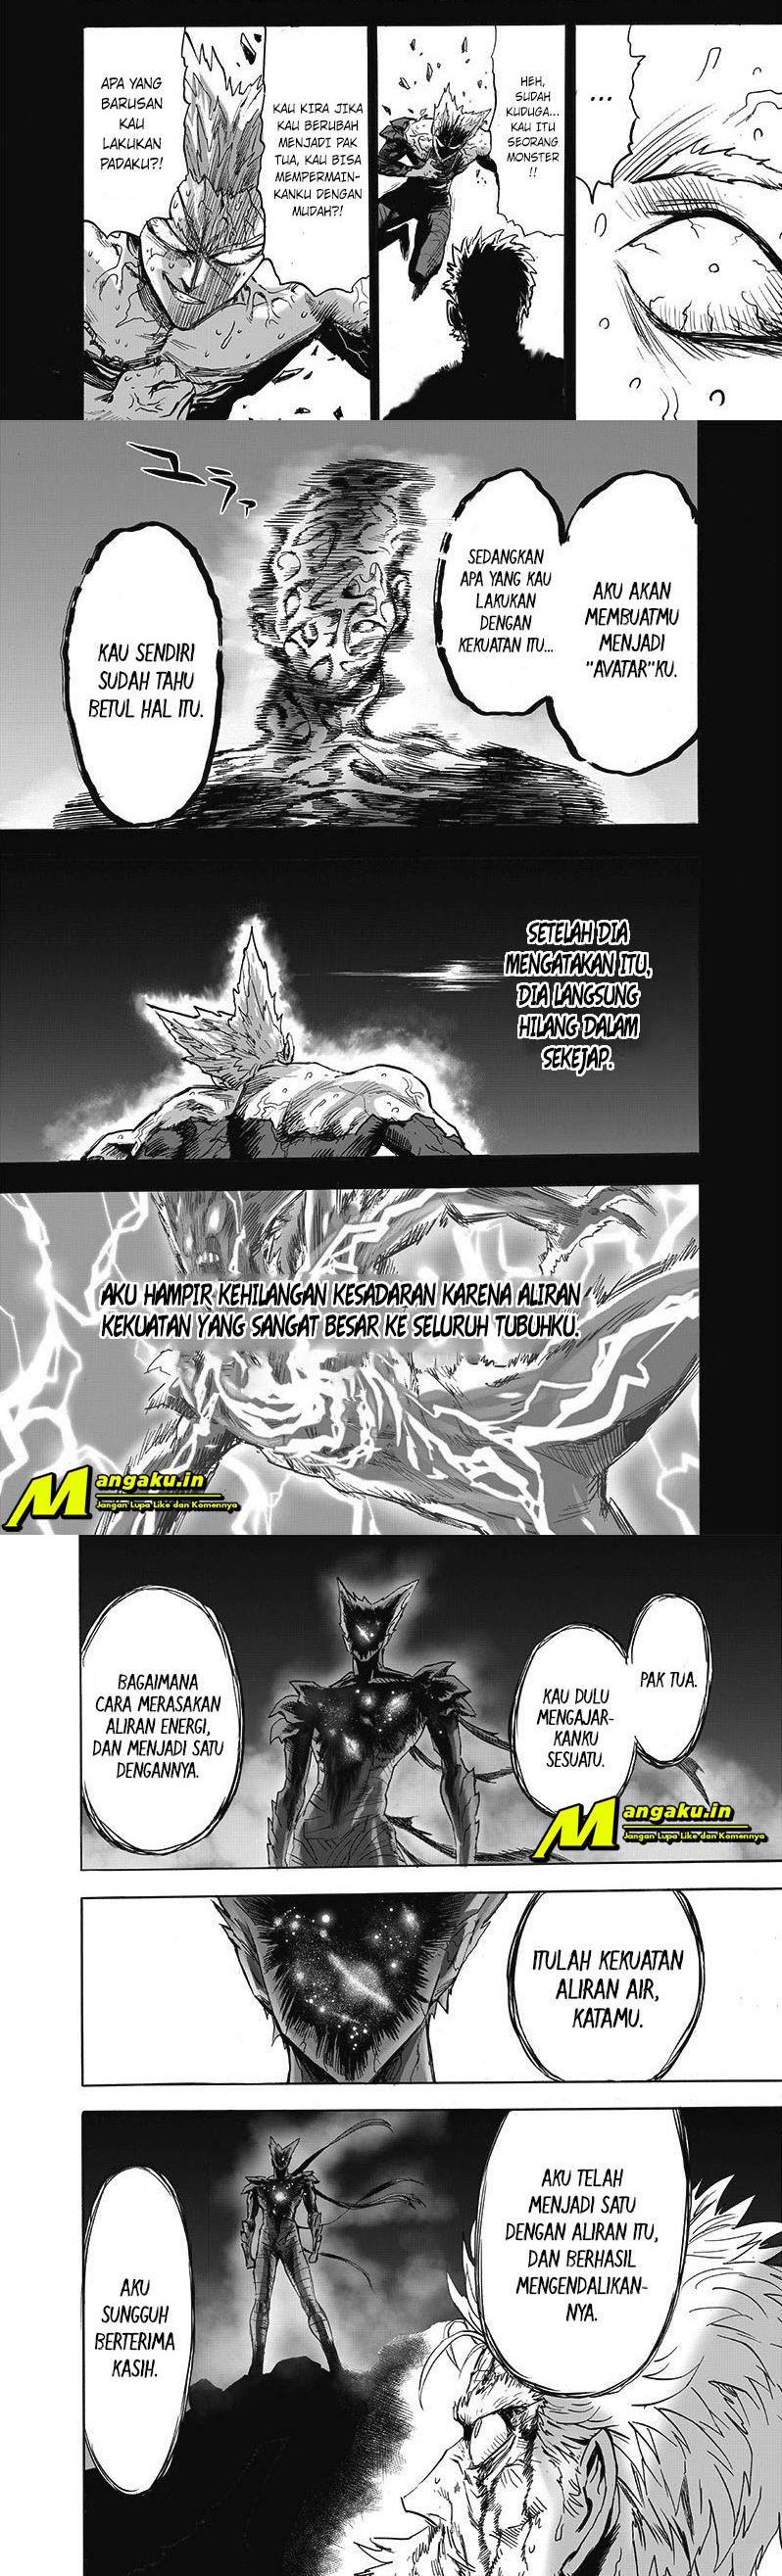 ...
HEH,
SUDAH
KUDUGA...
KAU ITU
SEORANG
MONSTER
!!
KAU KIRA JIKA
KAU BERUBAH
MENJADI PAK
TUA, KAU BISA
MEMPERMAIN-
KANKU DENGAN
MUDAH?!
APA YANG
BARUSAN
KAU
LAKUKAN
PADAKU?!
AKU AKAN
MEMBUATMU
MENJADI
"AVATAR"KU.
SEDANGKAN
APA YANG KAU
LAKUKAN
DENGAN
KEKUATAN ITU...
ユラァ
KAU SENDIRI
SUDAH TAHU
BETUL HAL ITU.
SETELAH DIA
MENGATAKAN ITU,
DIA LANGSUNG
HILANG DALAM
SEKEJAP.
AKU HAMPIR KEHILANGAN KESADARAN KARENA ALIRAN
KEKUATAN YANG SANGAT BESAR KE SELURUH TUBUHKU.
Mangaku.in
Jangan Lupa Like dan Komennya
PAK TUA.
KAU DULU
MENGAJAR-
KANKU
SESUATU.
BAGAIMANA
CARA MERASAKAN
ALIRAN ENERGI,
DAN MENJADI SATU
DENGANNYA.
Mangaku.in
Jangan Lupa Like dan Komennya
ITULAH KEKUATAN
ALIRAN AIR,
KATAMU.
AKU TELAH
MENJADI SATU
DENGAN ALIRAN ITU,
DAN BERHASIL
MENGENDALIKAN-
NYA.
AKU
SUNGGUH
BERTERIMA
KASIH.